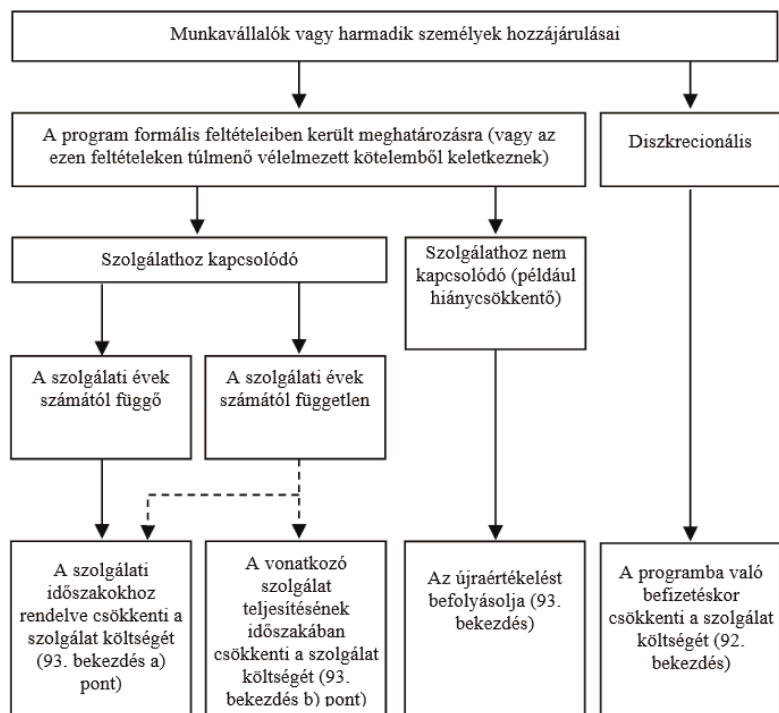 Munkavállalók vagy harmadik személyek hozzájárulásai
A program formális feltételeiben került meghatározásra (vagy az
ezen feltételeken túlmenő vélelmezett kötelemből keletkeznek)
Diszkrecionális
Szolgálathoz kapcsolódó
Szolgálathoz nem
kapcsolódó (például
hiánycsökkentő)
A szolgálati évek
számától függő
A szolgálati évek
számától független
A szolgálati
időszakokhoz
rendelve csökkenti a
szolgálat költségét
(93. bekezdés a)
pont)
A vonatkozó
szolgálat
teljesítésének
időszakában
csökkenti a szolgálat
költségét (93.
bekezdés b) pont)
Az újraértékelést
befolyásolja (93.
bekezdés)
A programba való
befizetéskor
csökkenti a szolgálat
költségét (92.
bekezdés)